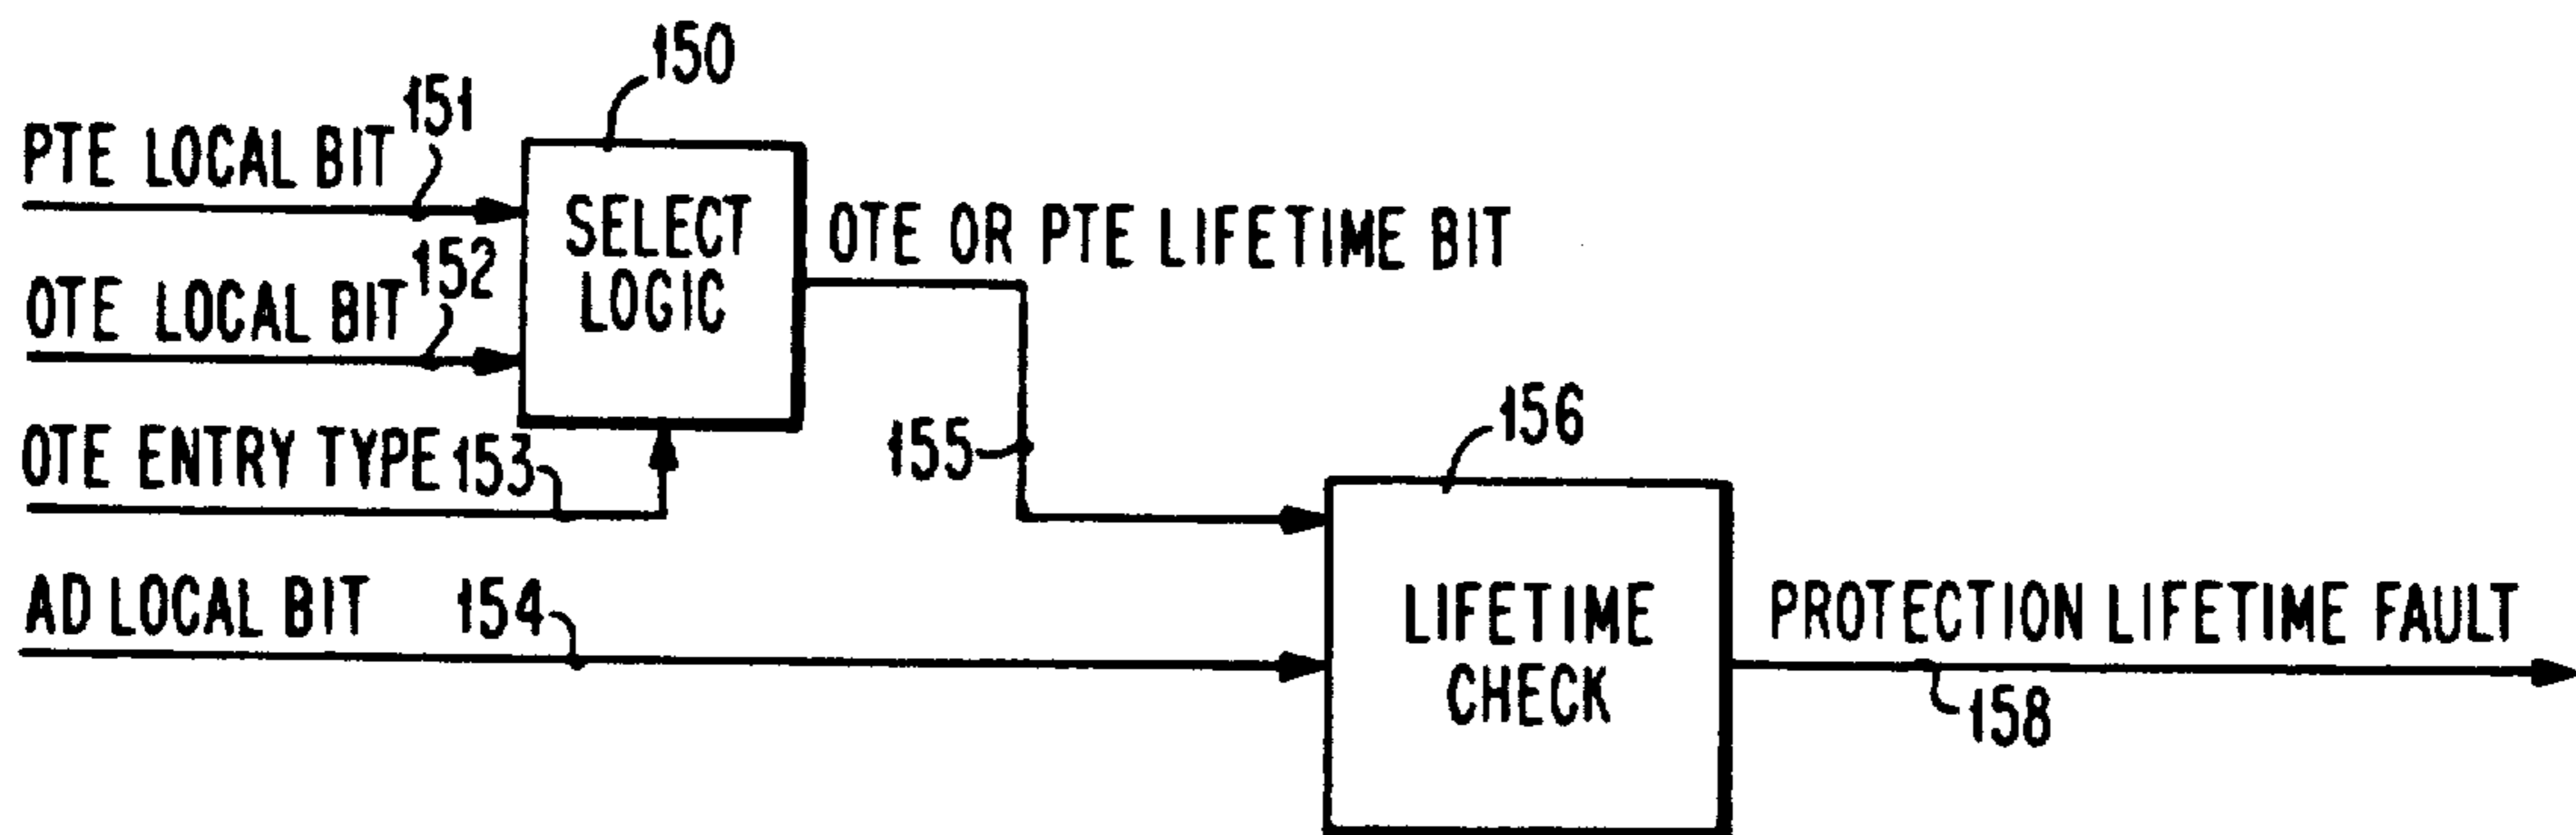 150
PTE LOCAL BIT 151
SELECT
LOGIC
OTE OR PTE LIFETIME BIT
OTE LOCAL BIT 152
OTE ENTRY TYPE 153
155
156
AD LOCAL BIT 154
LIFETIME
CHECK
PROTECTION LIFETIME FAULT
158